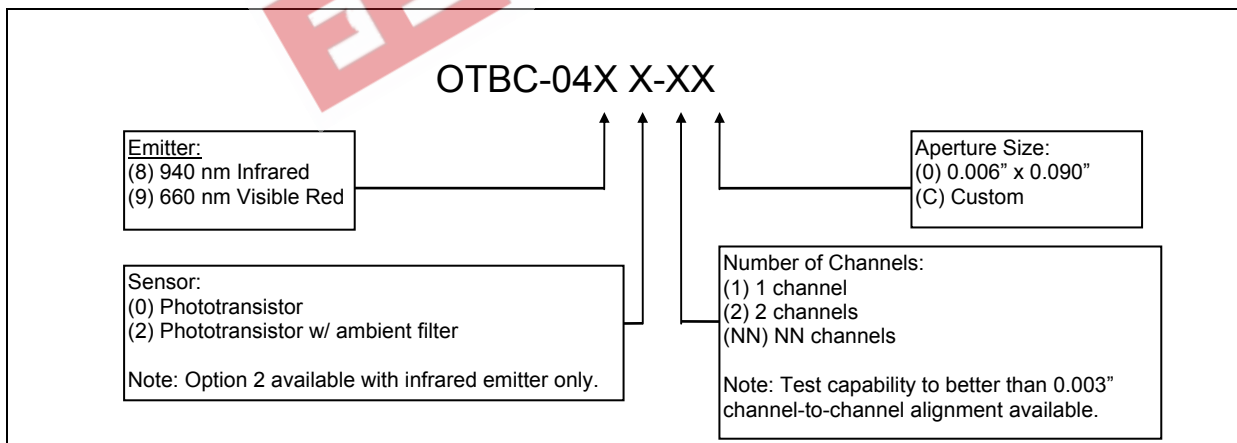 OTBC-04X X-XX
Emitter:
(8) 940 nm Infrared
(9) 660 nm Visible Red
Aperture Size:
(0) 0.006” x 0.090”
(C) Custom
Sensor:
(0) Phototransistor
(2) Phototransistor w/ ambient filter
Note: Option 2 available with infrared emitter only.
Number of Channels:
(1) 1 channel
(2) 2 channels
(NN) NN channels
Note: Test capability to better than 0.003”
channel-to-channel alignment available.